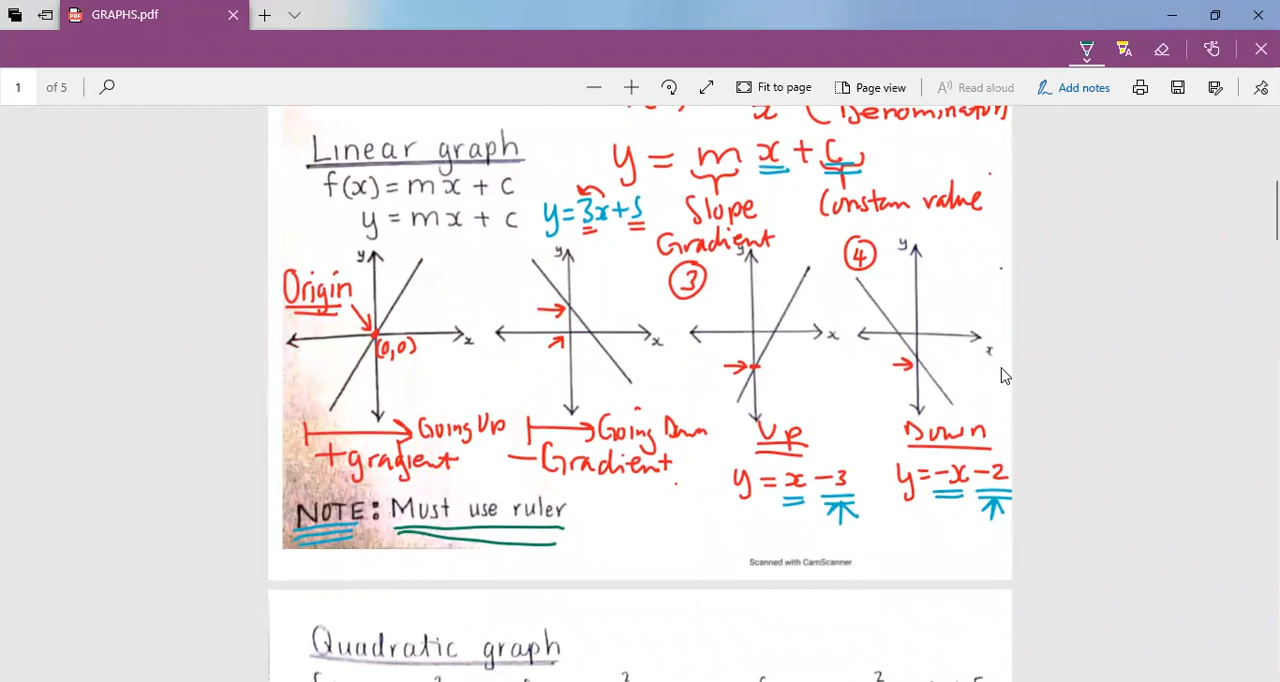 GRAPHS.pdf
1 of 5
Fit to page
Page view
Read aloud
Add notes
x (Denominator)
Linear graph
f(x) = mx + c
y = mx + c
y = mx + c
y = 3x + 5
Slope
Gradient
Constant value
Origin
(0,0)
y
x
y
x
③
y
x
④
y
x
Going Up
+gradient
Going Down
-Gradient
Up
y = x - 3
Down
y = -x - 2
NOTE: Must use ruler
Scanned with CamScanner
Quadratic graph